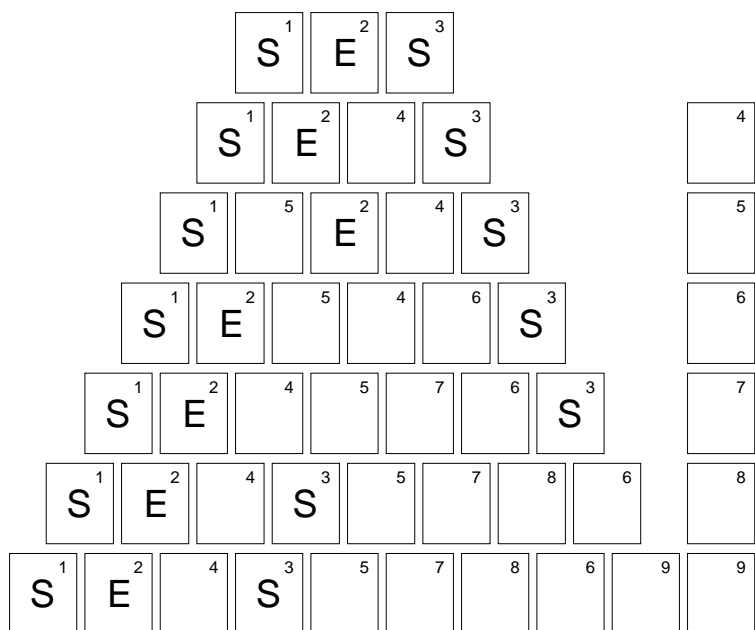 S 1 E 2 S 3
S 1 E 2 4 S 3 4
S 1 5 E 2 4 S 3 5
S 1 E 2 5 4 6 S 3 6
S 1 E 2 4 5 7 6 S 3 7
S 1 E 2 4 S 3 5 7 8 6 8
S 1 E 2 4 S 3 5 7 8 6 9 9